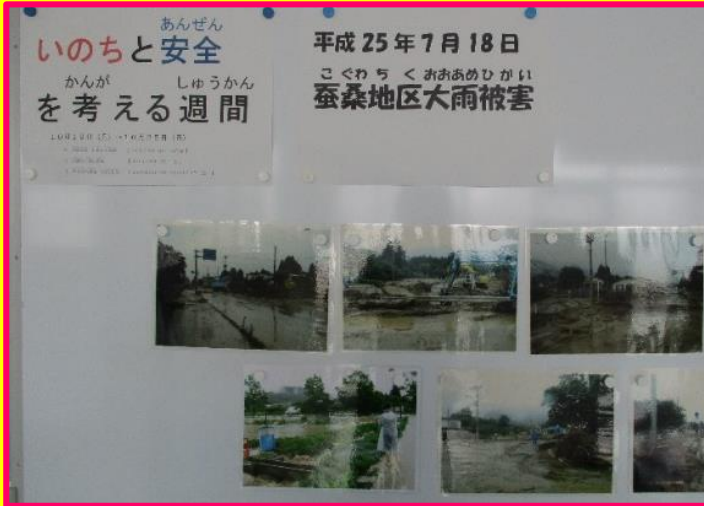 あんぜん
いのちと安全
かんが しゅうかん
を考える週間
平成25年7月18日
こぐわちくおおあめひがい
蚕桑地区大雨被害